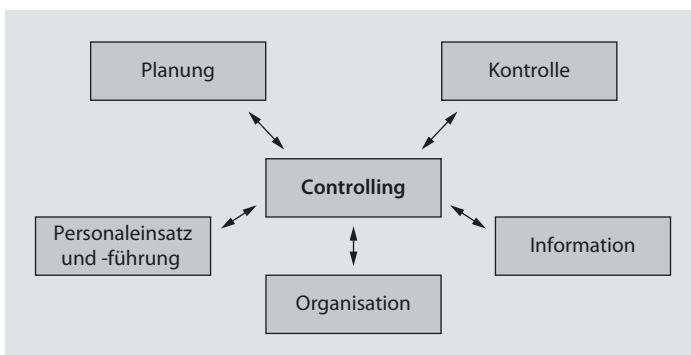 Planung
Kontrolle
Controlling
Personaleinsatz
und -führung
Information
Organisation